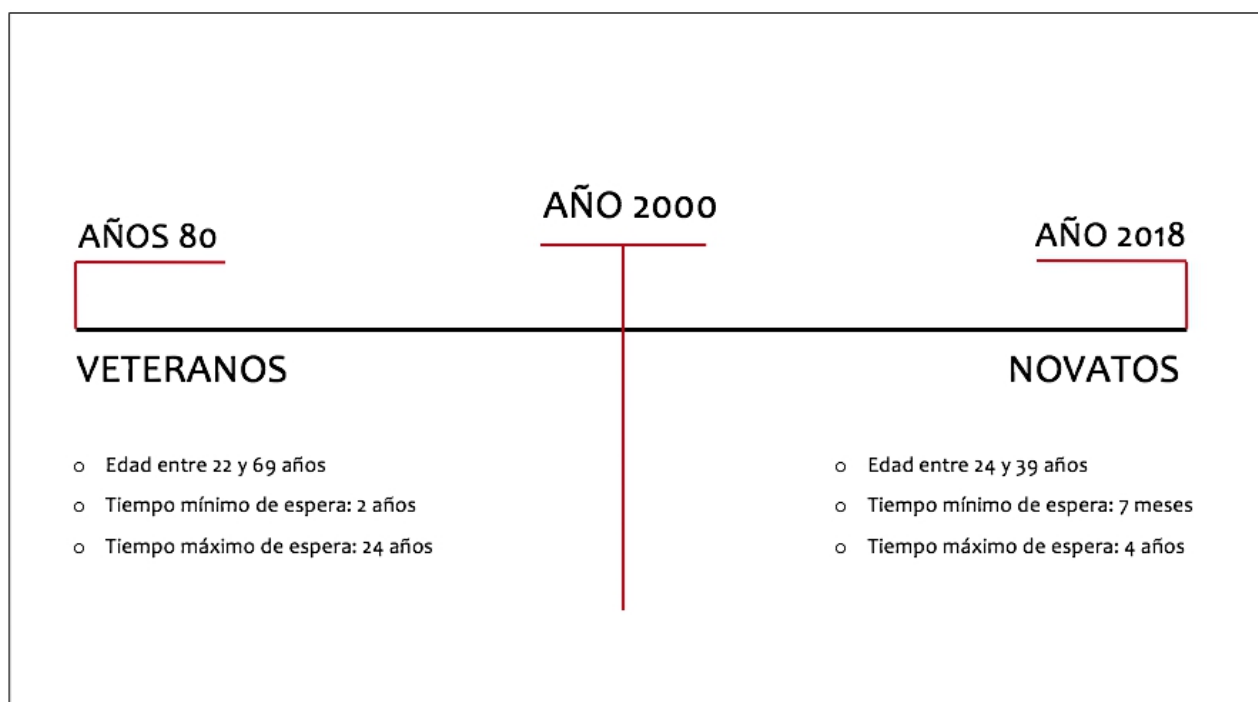 AÑOS 80
AÑO 2000
AÑO 2018
VETERANOS
NOVATOS
o Edad entre 22 y 69 años
o Tiempo mínimo de espera: 2 años
o Tiempo máximo de espera: 24 años
o Edad entre 24 y 39 años
o Tiempo mínimo de espera: 7 meses
o Tiempo máximo de espera: 4 años